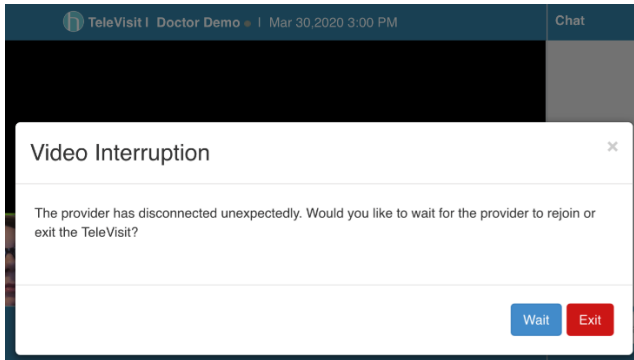 h TeleVisit I Doctor Demo I Mar 30,2020 3:00 PM
Chat
Video Interruption
×
The provider has disconnected unexpectedly. Would you like to wait for the provider to rejoin or
exit the TeleVisit?
Wait Exit